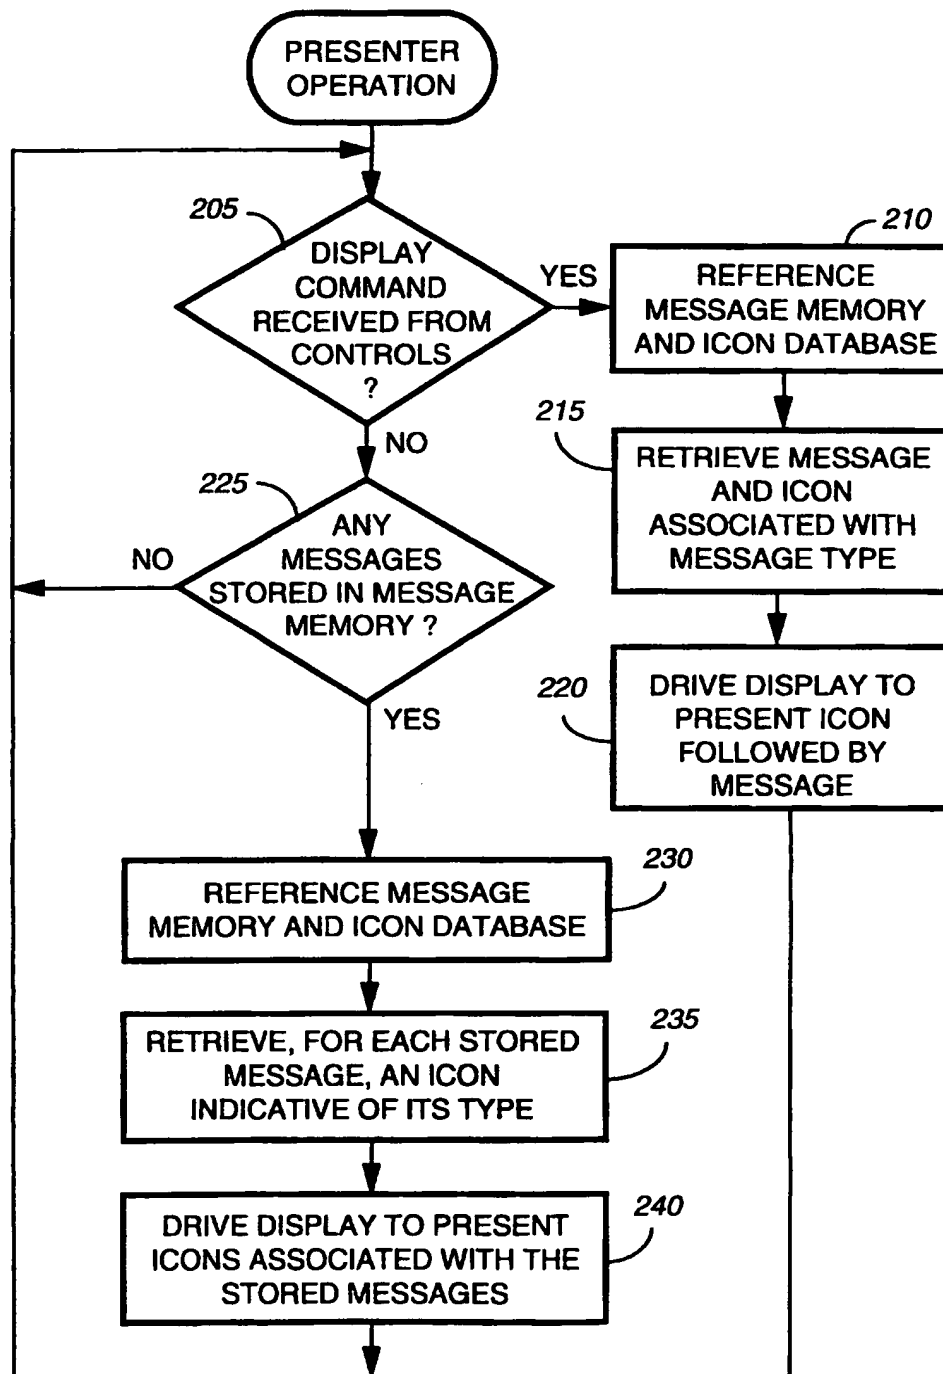 PRESENTER
OPERATION
205
DISPLAY
COMMAND
RECEIVED FROM
CONTROLS
?
YES
210
REFERENCE
MESSAGE MEMORY
AND ICON DATABASE
NO
215
RETRIEVE MESSAGE
AND ICON
ASSOCIATED WITH
MESSAGE TYPE
225
ANY
MESSAGES
STORED IN MESSAGE
MEMORY ?
NO
YES
220
DRIVE DISPLAY TO
PRESENT ICON
FOLLOWED BY
MESSAGE
230
REFERENCE MESSAGE
MEMORY AND ICON DATABASE
235
RETRIEVE, FOR EACH STORED
MESSAGE, AN ICON
INDICATIVE OF ITS TYPE
240
DRIVE DISPLAY TO PRESENT
ICONS ASSOCIATED WITH THE
STORED MESSAGES